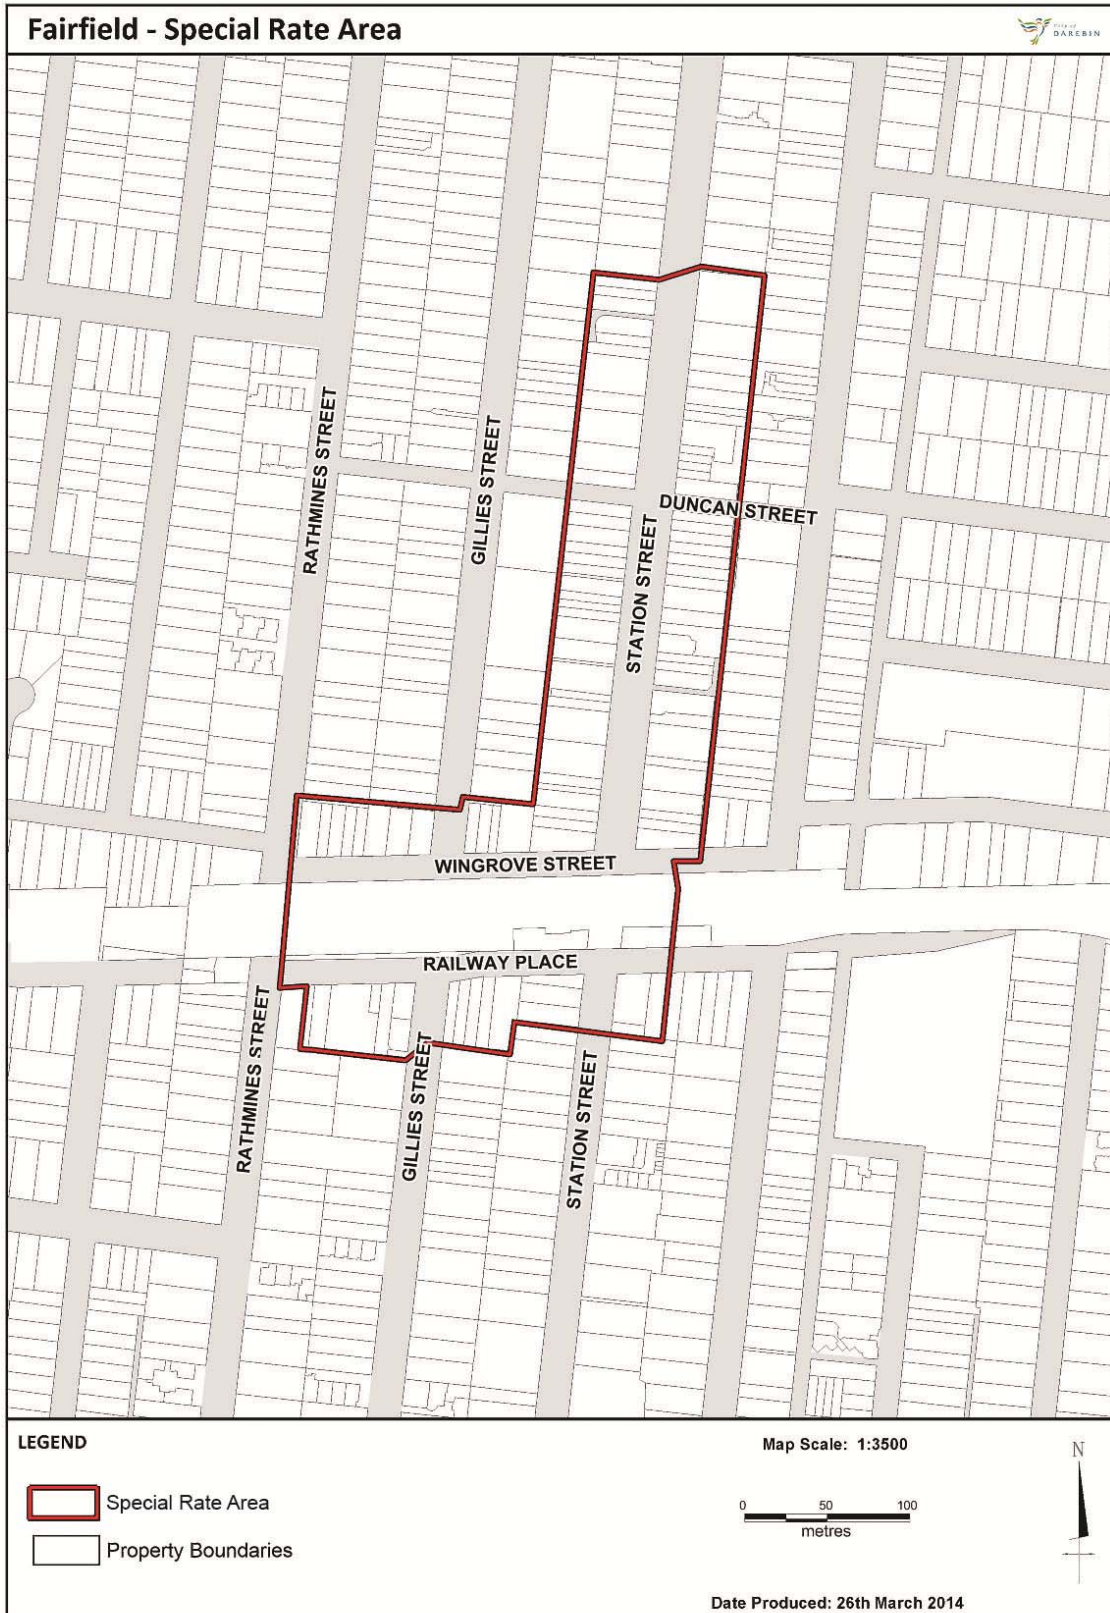 Fairfield - Special Rate Area
City of
DAREBIN
RATHMINES STREET
GILLIES STREET
DUNCAN STREET
STATION STREET
WINGROVE STREET
RAILWAY PLACE
RATHMINES STREET
GILLIES STREET
STATION STREET
LEGEND
Special Rate Area
Property Boundaries
Map Scale: 1:3500
0 50 100
metres
N
Date Produced: 26th March 2014